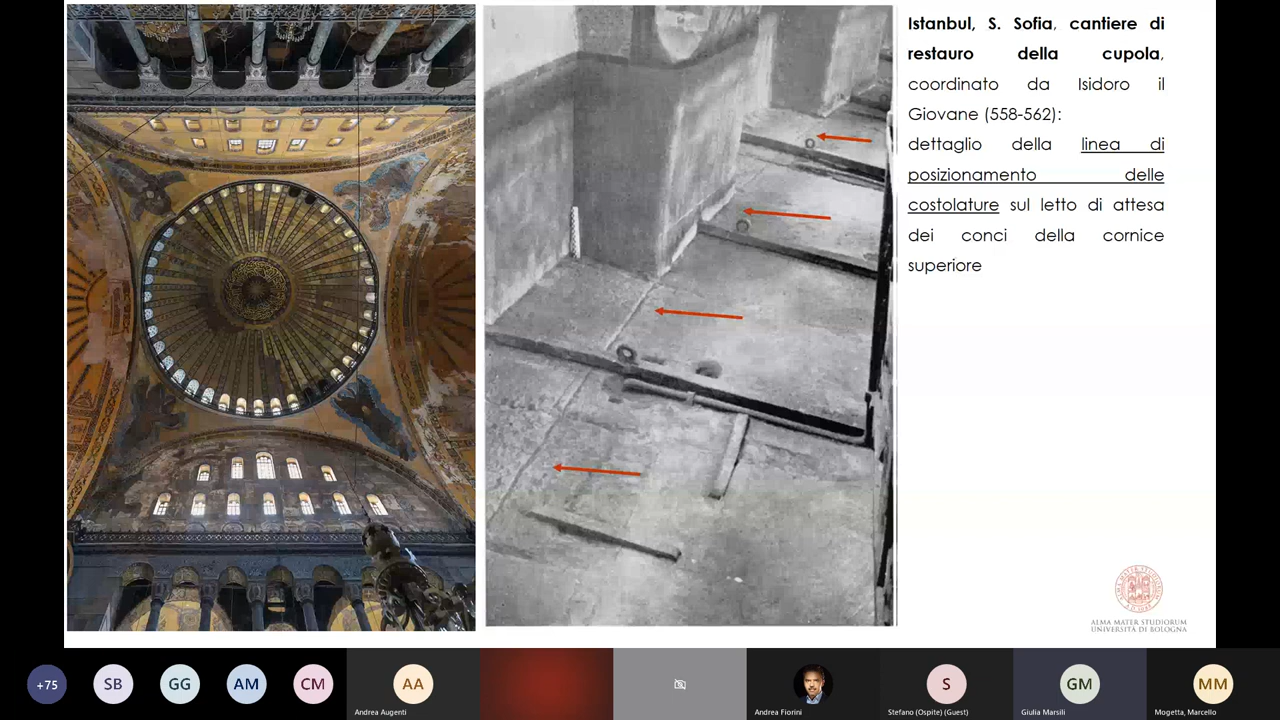 Istanbul, S. Sofia, cantiere di
restauro della cupola,
coordinato da Isidoro il
Giovane (558-562):
dettaglio della linea di
posizionamento delle
costolature sul letto di attesa
dei conci della cornice
superiore
ALMA MATER STUDIORUM
UNIVERSITÀ DI BOLOGNA
+75
SB
GG
AM
CM
AA
Andrea Augenti
Andrea Fiorini
S
Stefano (Ospite) (Guest)
GM
Giulia Marsili
MM
Mogetta, Marcello